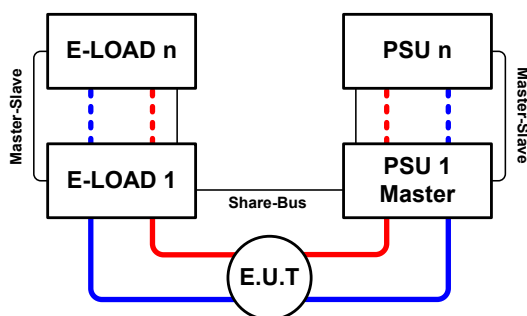 E-LOAD n
PSU n
Master-Slave
Master-Slave
E-LOAD 1
PSU 1
Master
Share-Bus
E.U.T